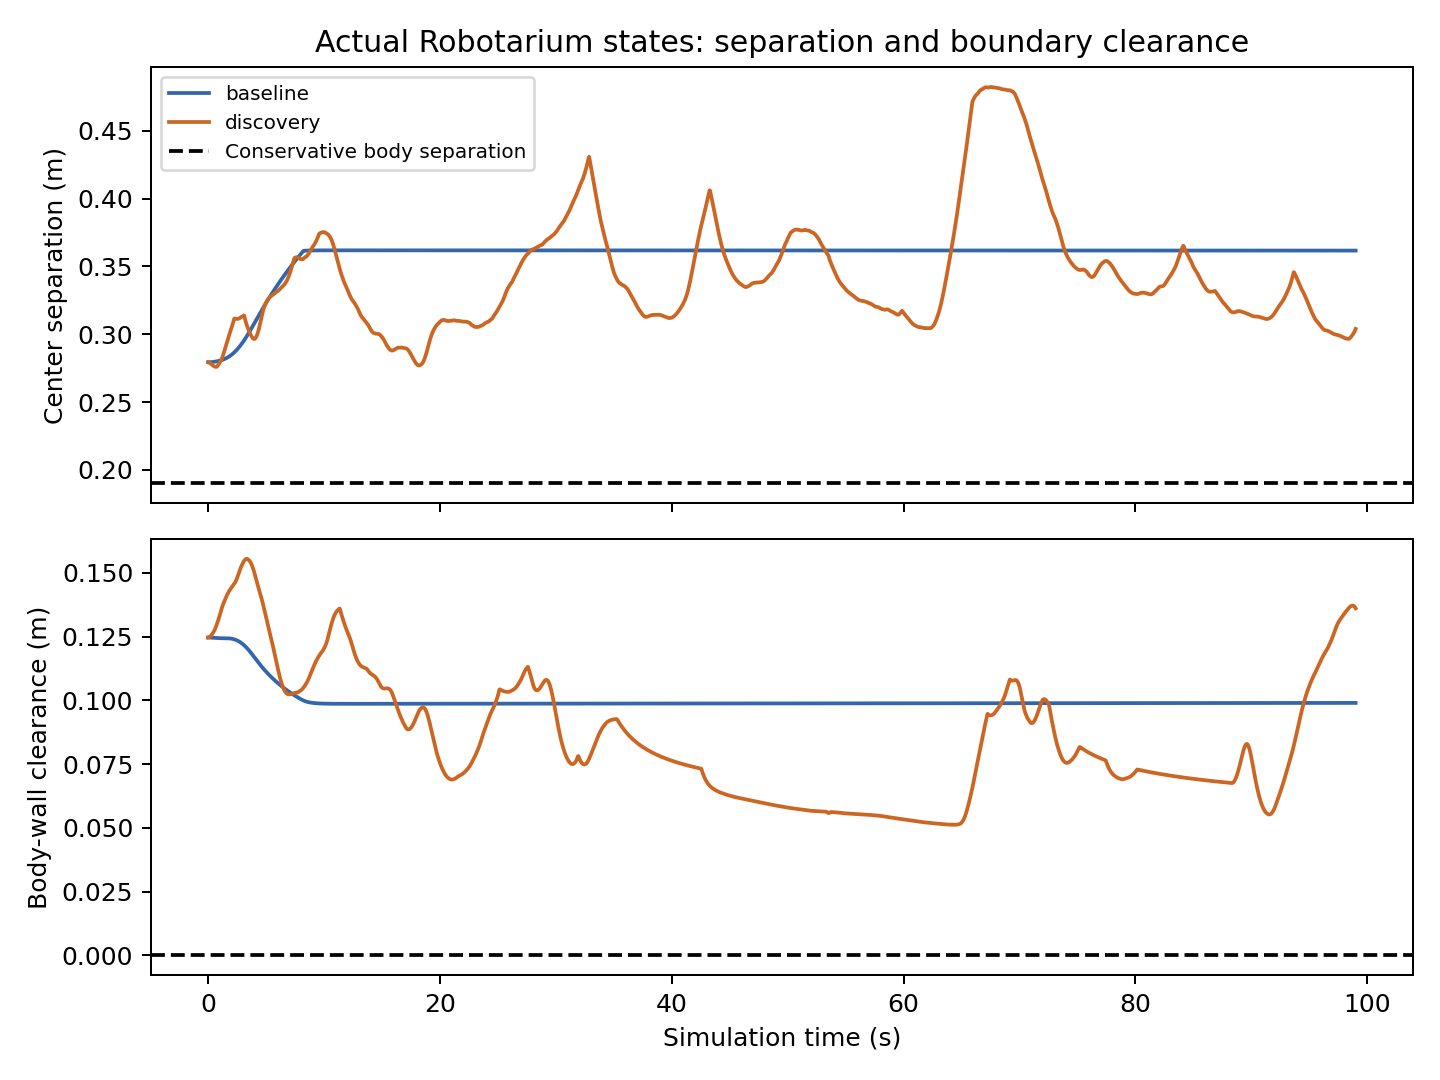 Actual Robotarium states: separation and boundary clearance
baseline
discovery
Conservative body separation
Center separation (m)
0.45
0.40
0.35
0.30
0.25
0.20
Body-wall clearance (m)
0.150
0.125
0.100
0.075
0.050
0.025
0.000
0 20 40 60 80 100
Simulation time (s)